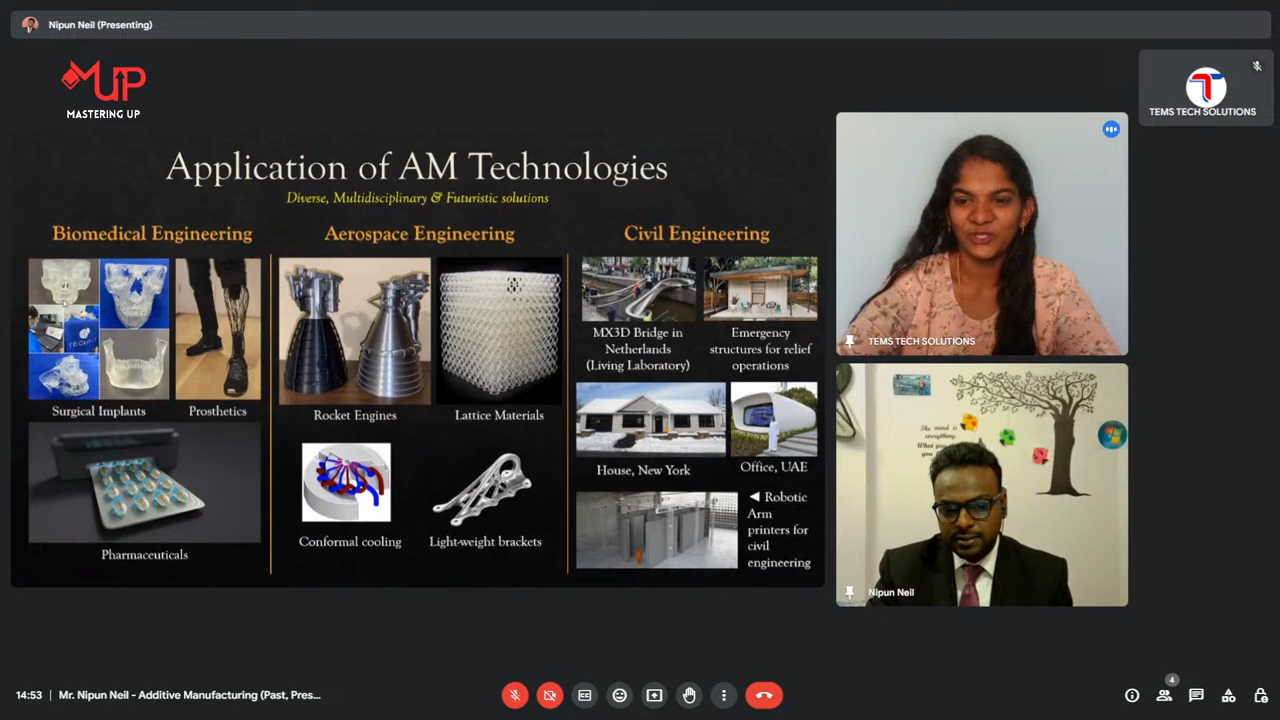 Nipun Neil (Presenting)
MUP
MASTERING UP
TEMS TECH SOLUTIONS
Application of AM Technologies
Diverse, Multidisciplinary & Futuristic solutions
Biomedical Engineering
Aerospace Engineering
Civil Engineering
Surgical Implants
Prosthetics
Pharmaceuticals
Rocket Engines
Lattice Materials
Conformal cooling
Light-weight brackets
MX3D Bridge in
Netherlands
(Living Laboratory)
Emergency
structures for relief
operations
House, New York
Office, UAE
◄ Robotic
Arm
printers for
civil
engineering
TEMS TECH SOLUTIONS
The mind is
everything.
What you
you
Nipun Neil
14:53 | Mr. Nipun Neil - Additive Manufacturing (Past, Pres...
4